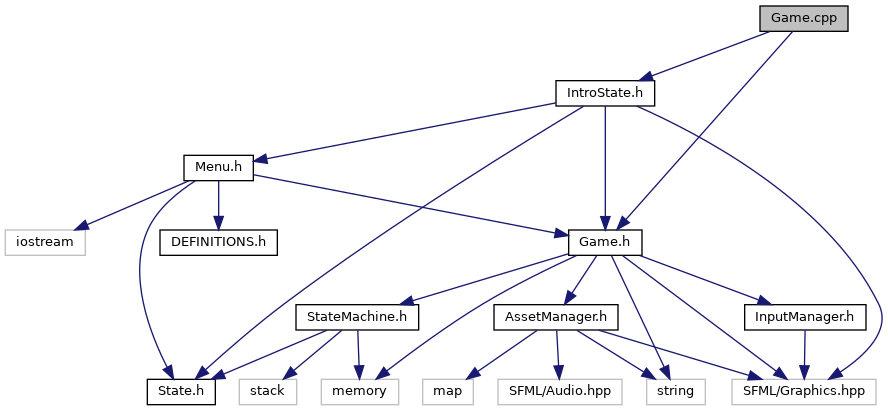 Game.cpp
IntroState.h
Menu.h
iostream
DEFINITIONS.h
Game.h
StateMachine.h
AssetManager.h
InputManager.h
State.h
stack
memory
map
SFML/Audio.hpp
string
SFML/Graphics.hpp